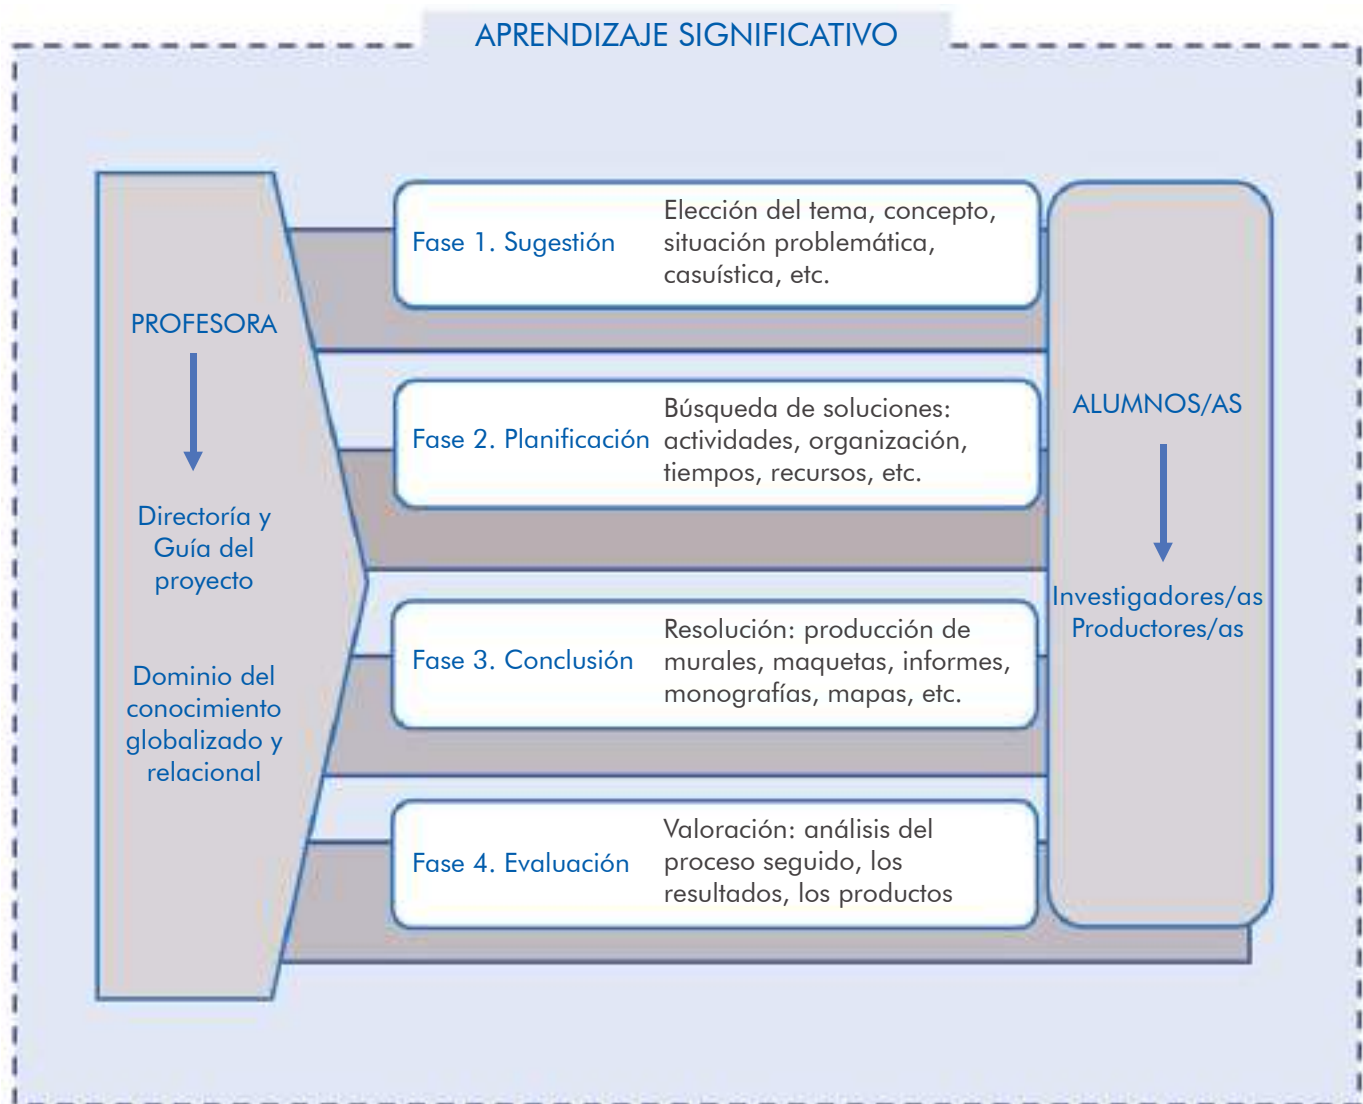 APRENDIZAJE SIGNIFICATIVO
PROFESORA
Directoría y
Guía del
proyecto
Dominio del
conocimiento
globalizado y
relacional
Fase 1. Sugestión
Elección del tema, concepto,
situación problemática,
casuística, etc.
Fase 2. Planificación
Búsqueda de soluciones:
actividades, organización,
tiempos, recursos, etc.
Fase 3. Conclusión
Resolución: producción de
murales, maquetas, informes,
monografías, mapas, etc.
Fase 4. Evaluación
Valoración: análisis del
proceso seguido, los
resultados, los productos
ALUMNOS/AS
Investigadores/as
Productores/as